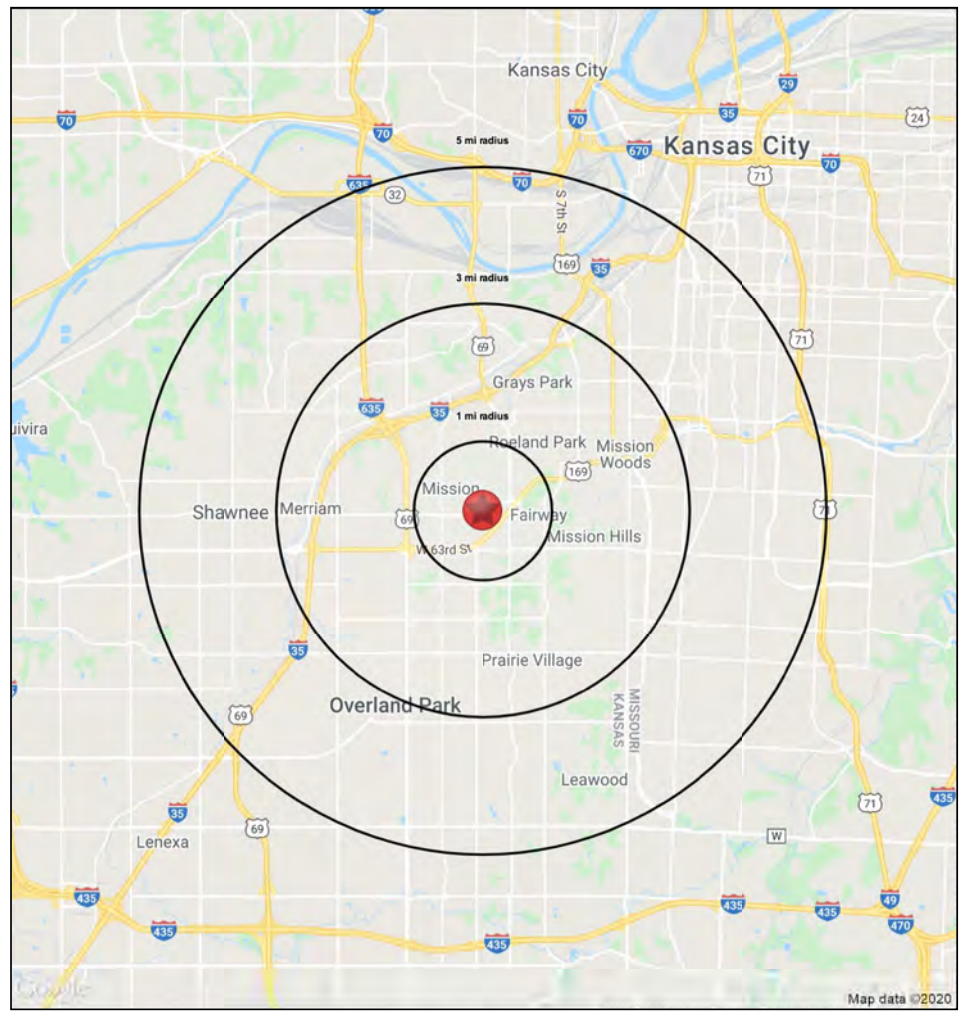 Kansas City
29
70
35
24
70
70
5 mi radius
670
Kansas City
70
71
70
635
32
S 7th St
169
35
3 mi radius
71
69
Grays Park
635
35
1 mi radius
uivira
Roeland Park
Mission
Woods
169
Mission
Shawnee
Merriam
69
Fairway
71
Mission Hills
W 63rd St
35
Prairie Village
Overland Park
69
MISSOURI
KANSAS
Leawood
435
71
35
69
W
Lenexa
435
49
435
435
435
470
435
Google
Map data ©2020